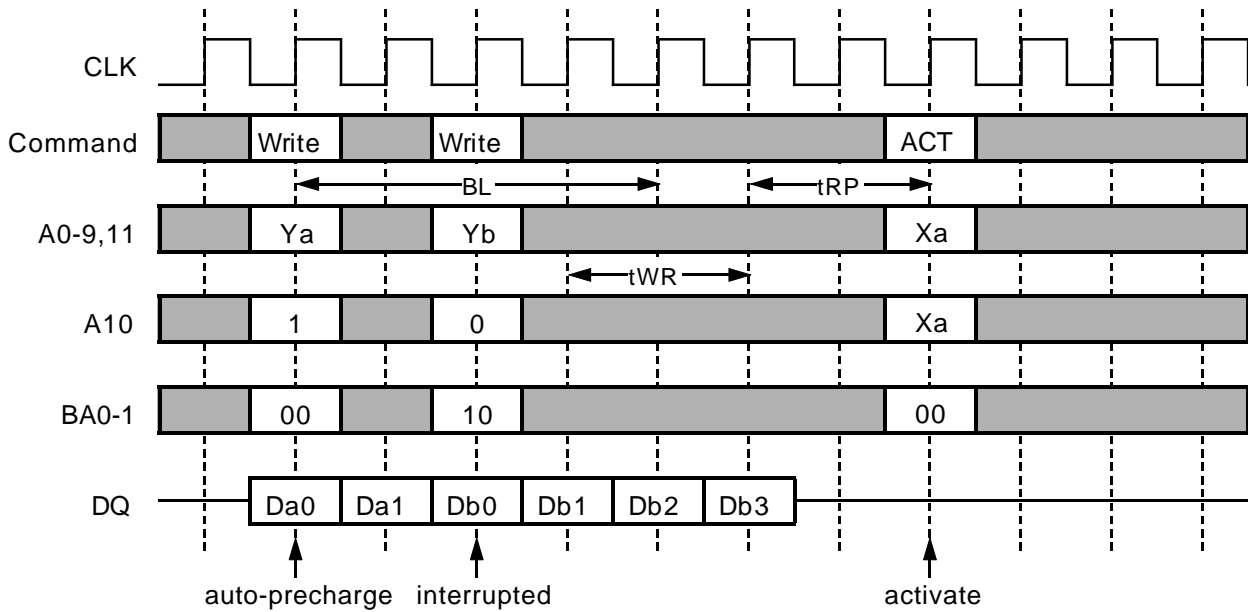 CLK
Command Write Write ACT
BL tRP
A0-9,11 Ya Yb Xa
tWR
A10 1 0 Xa
BA0-1 00 10 00
DQ Da0 Da1 Db0 Db1 Db2 Db3
auto-precharge interrupted activate